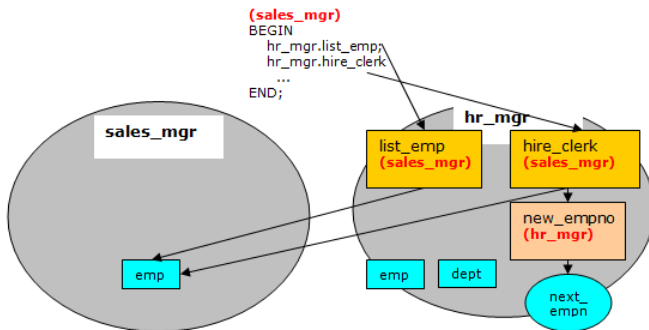 (sales_mgr)
BEGIN
hr_mgr.list_emp;
hr_mgr.hire_clerk
...
END;
sales_mgr
hr_mgr
list_emp
(sales_mgr)
hire_clerk
(sales_mgr)
new_empno
(hr_mgr)
emp
emp
dept
next_
empn